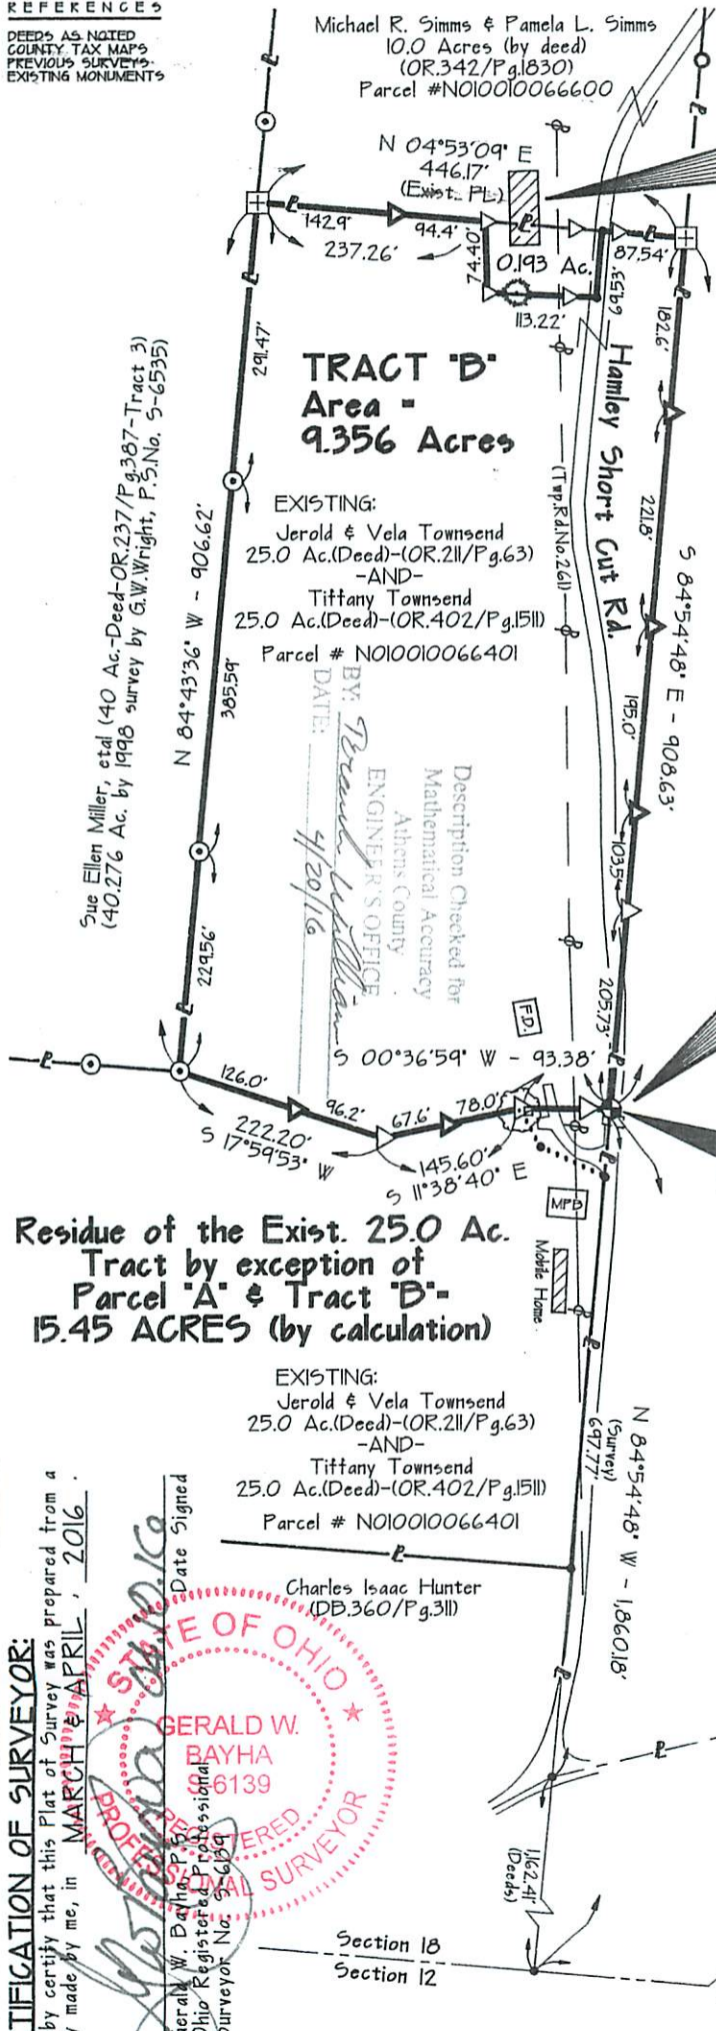 REFERENCES
DEEDS AS NOTED
COUNTY TAX MAPS
PREVIOUS SURVEYS
EXISTING MONUMENTS
Michael R. Simms & Pamela L. Simms
10.0 Acres (by deed)
(OR.342/Pg.1830)
Parcel #N010010066600
N 04°53'09" E
446.17'
(Exist. PL)
142.9'
94.4'
237.26'
74.40'
0.193 Ac.
87.54'
69.53'
113.22'
182.6'
291.47'
TRACT "B"
Area =
9.356 Acres
Hamley Short Cut Rd.
(Twp.Rd.No.261)
221.8'
S 84°54'48" E - 908.63'
195.0'
103.5'
205.73'
EXISTING:
Jerold & Vela Townsend
25.0 Ac.(Deed)-(OR.211/Pg.63)
-AND-
Tiffany Townsend
25.0 Ac.(Deed)-(OR.402/Pg.1511)
Parcel # N010010066401
Sue Ellen Miller, etal (40 Ac.-Deed-OR.237/Pg.387-Tract 3)
(40.276 Ac. by 1998 survey by G.W.Wright, P.S.No. S-6535)
N 84°43'36" W - 906.62'
385.59'
229.56'
Description Checked for
Mathematical Accuracy
Athens County
ENGINEER'S OFFICE
BY:
DATE: 4/20/16
F.D.
S 00°36'59" W - 93.38'
126.0'
96.2'
67.6'
78.0'
222.20'
S 17°59'53" W
145.60'
S 11°38'40" E
MPB
Mobile Home
Residue of the Exist. 25.0 Ac.
Tract by exception of
Parcel "A" & Tract "B"=
15.45 ACRES (by calculation)
EXISTING:
Jerold & Vela Townsend
25.0 Ac.(Deed)-(OR.211/Pg.63)
-AND-
Tiffany Townsend
25.0 Ac.(Deed)-(OR.402/Pg.1511)
Parcel # N010010066401
N 84°54'48" W - 1,860.18'
(Survey)
697.77'
Charles Isaac Hunter
(DB.360/Pg.311)
1,162.41'
(Deeds)
Section 18
Section 12
TIFICATION OF SURVEYOR:
by certify that this Plat of Survey was prepared from a
y made by me, in MARCH & APRIL, 2016.
Date Signed
erald W. Bayha P.S.
Ohio Registered Professional
Surveyor No. S-6139
STATE OF OHIO
GERALD W.
BAYHA
S-6139
REGISTERED
PROFESSIONAL SURVEYOR